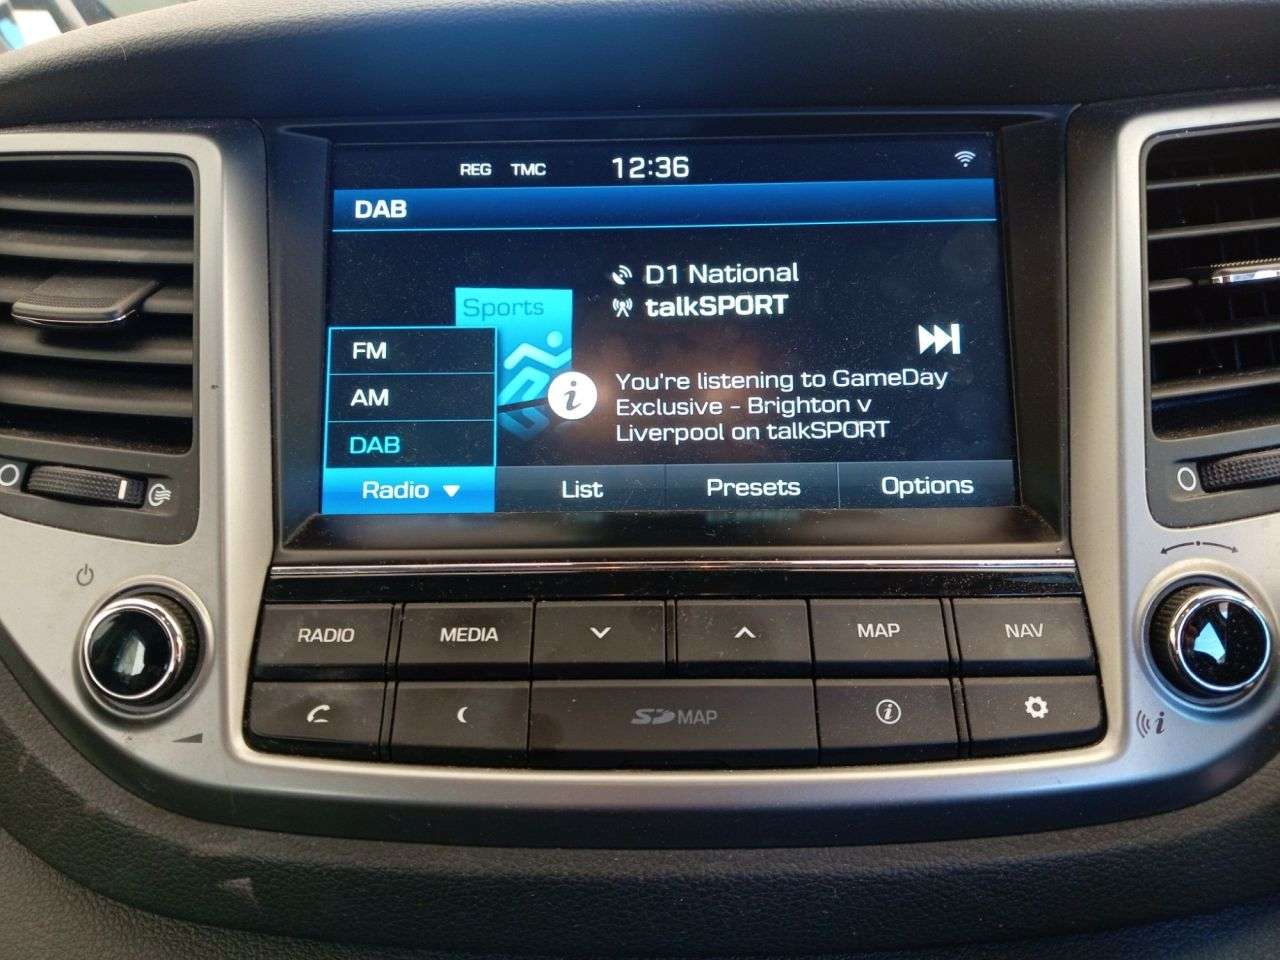 REG TMC 12:36
DAB
D1 National
talkSPORT
Sports
You're listening to GameDay
Exclusive - Brighton v
Liverpool on talkSPORT
FM
AM
DAB
Radio List Presets Options
RADIO MEDIA MAP NAV
SD MAP